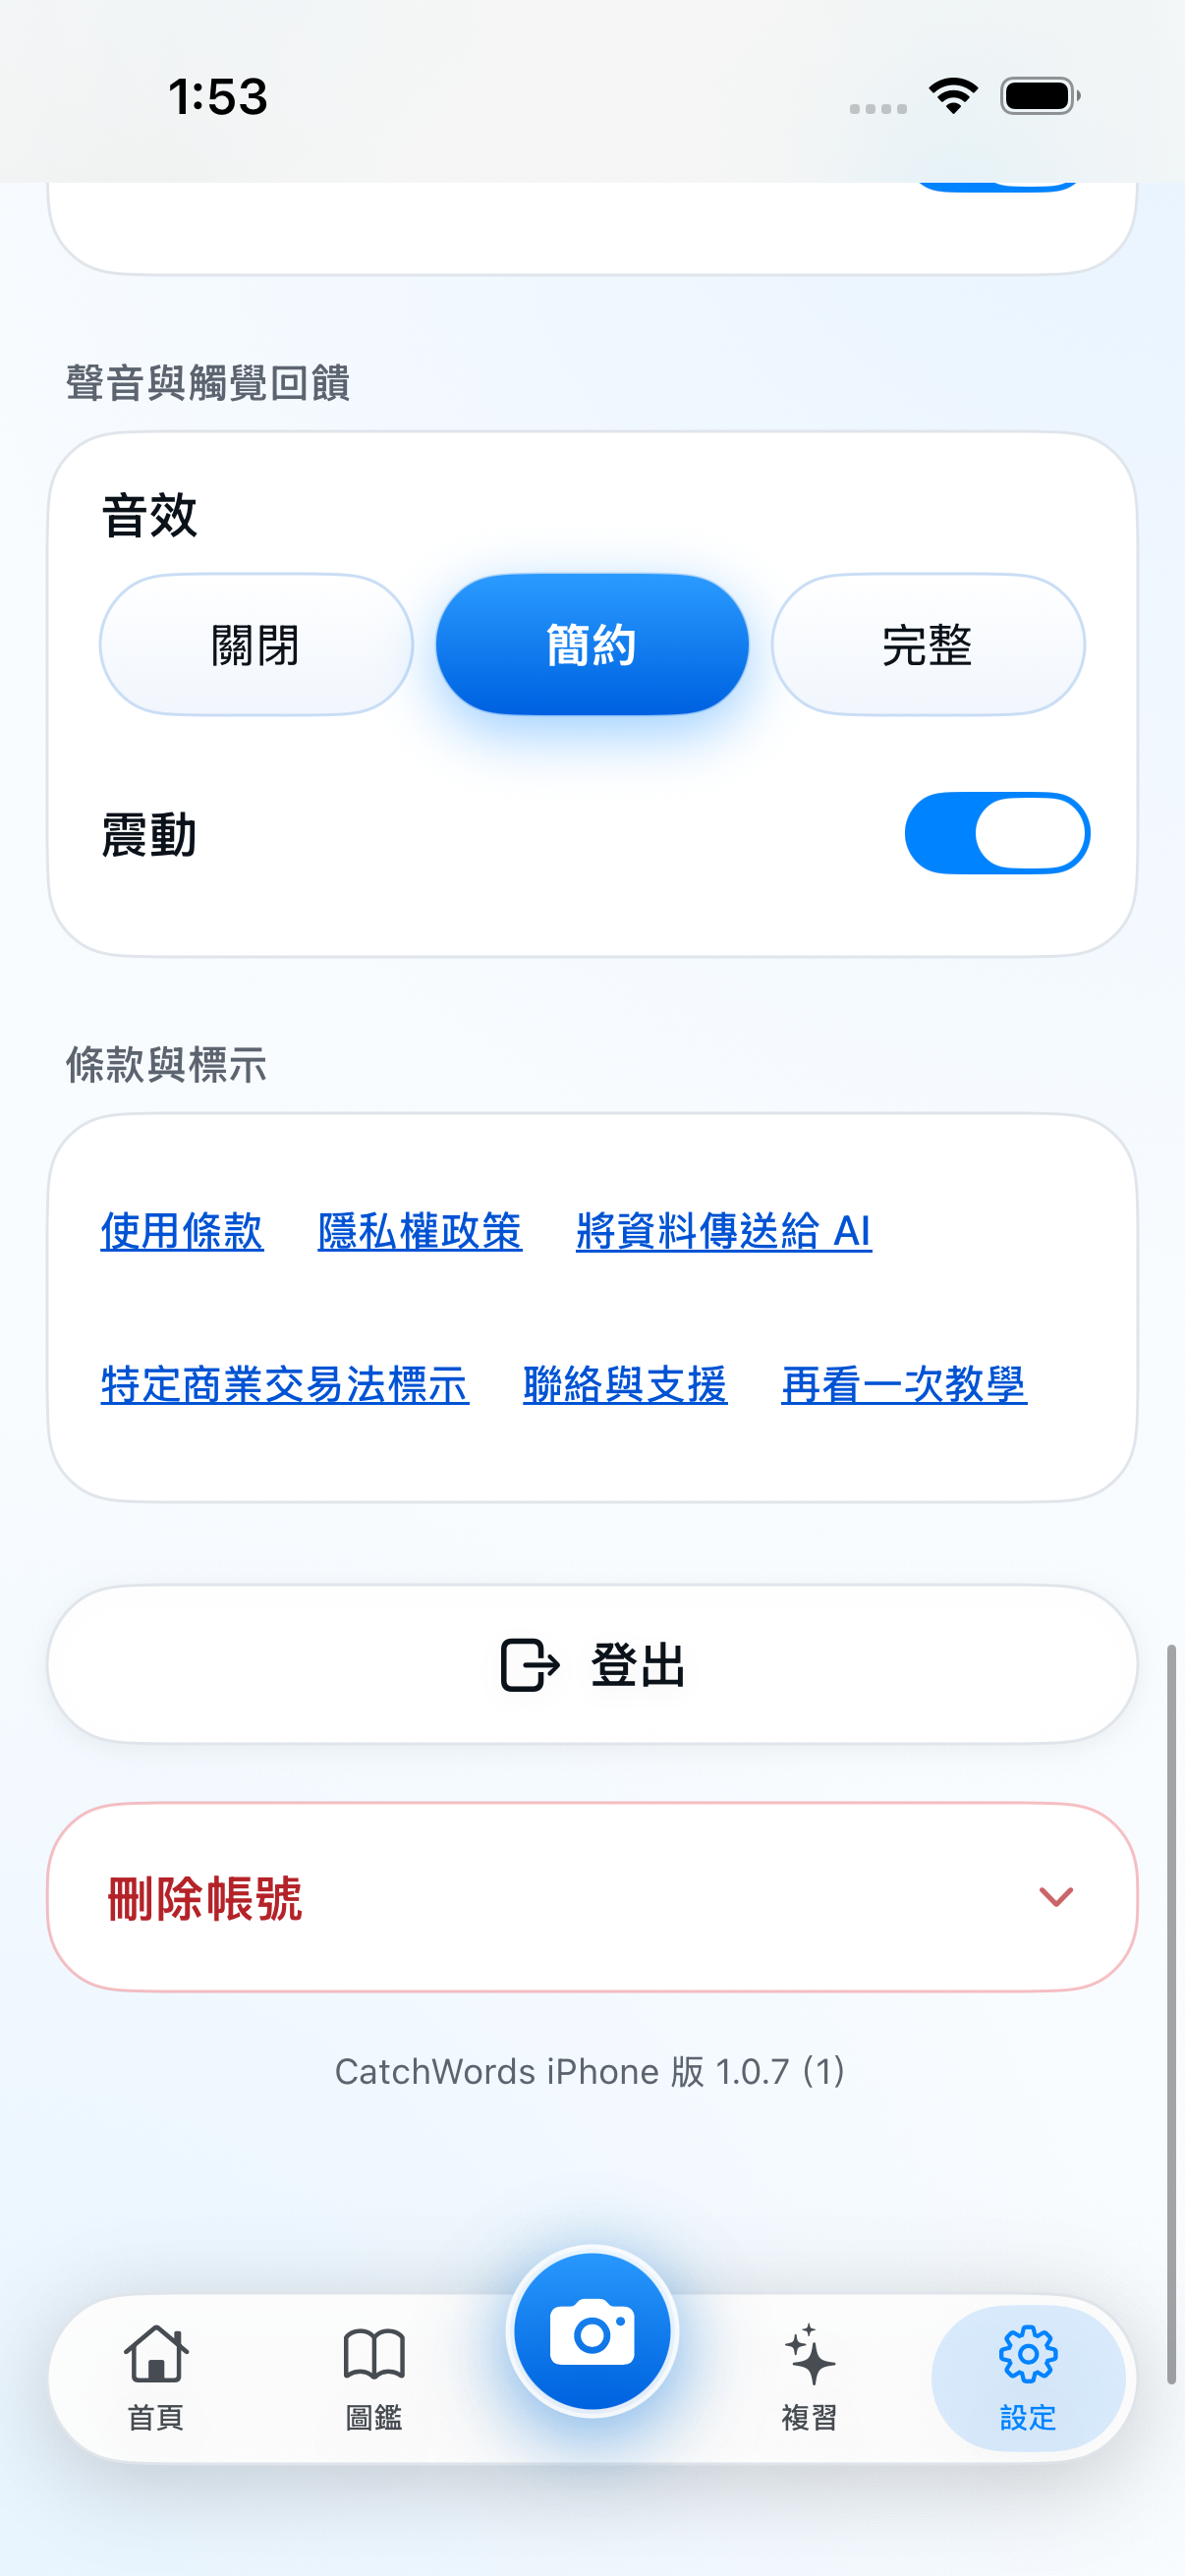 1:53
聲音與觸覺回饋
音效
關閉 簡約 完整
震動
條款與標示
使用條款 隱私權政策 將資料傳送給 AI
特定商業交易法標示 聯絡與支援 再看一次教學
登出
刪除帳號
CatchWords iPhone 版 1.0.7 (1)
首頁 圖鑑 複習 設定